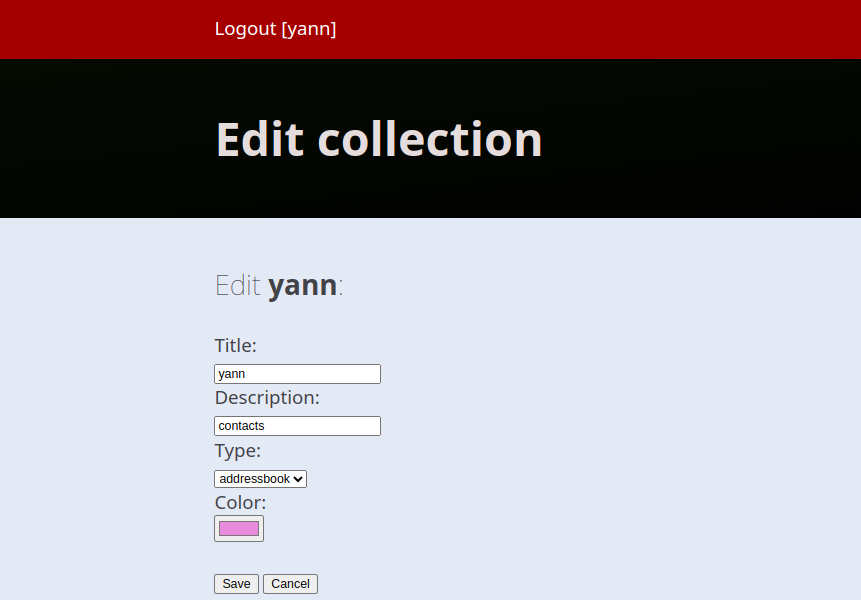 Logout [yann]
Edit collection
Edit yann:
Title:
yann
Description:
contacts
Type:
addressbook
Color:
Save Cancel